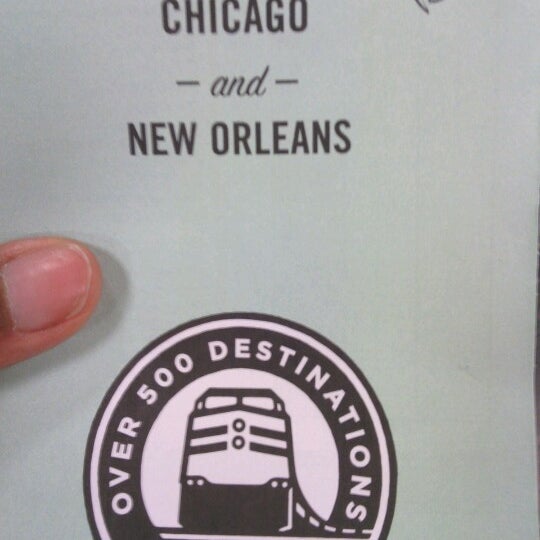 CHICAGO
– and –
NEW ORLEANS
OVER 500 DESTINATIONS